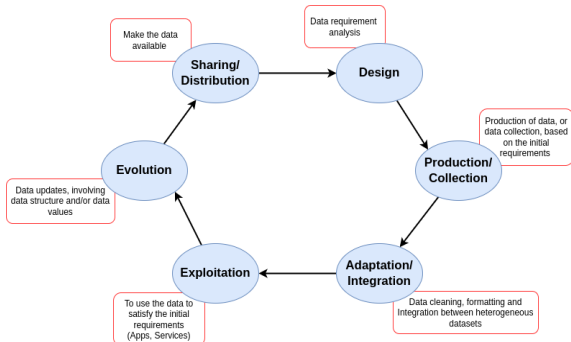 Make the data
available
Sharing/
Distribution
Data requirement
analysis
Design
Production of data, or
data collection, based
on the initial
requirements
Production/
Collection
Adaptation/
Integration
Data cleaning, formatting and
Integration between heterogeneous
datasets
Exploitation
To use the data to
satisfy the initial
requirements
(Apps, Services)
Evolution
Data updates, involving
data structure and/or data
values